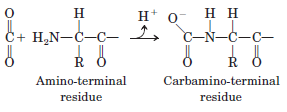 O H H⁺ O⁻ H H
C + H₂N—C—C— C—N—C—C—
O R O O R O
Amino-terminal Carbamino-terminal
residue residue